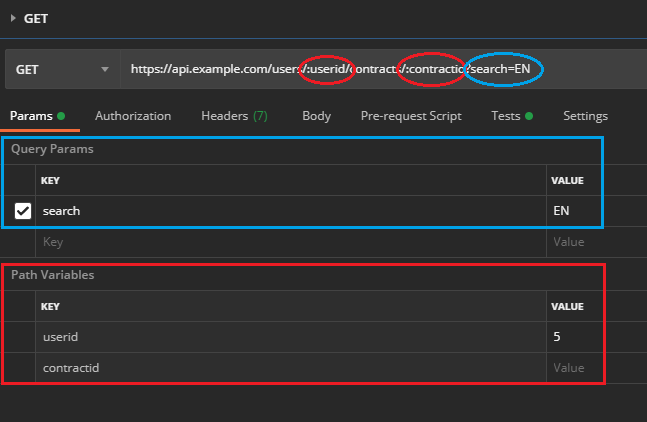 GET
GET https://api.example.com/users/:userid/contracts/:contractid?search=EN
Params Authorization Headers (7) Body Pre-request Script Tests Settings
Query Params
KEY VALUE
search EN
Key Value
Path Variables
KEY VALUE
userid 5
contractid Value